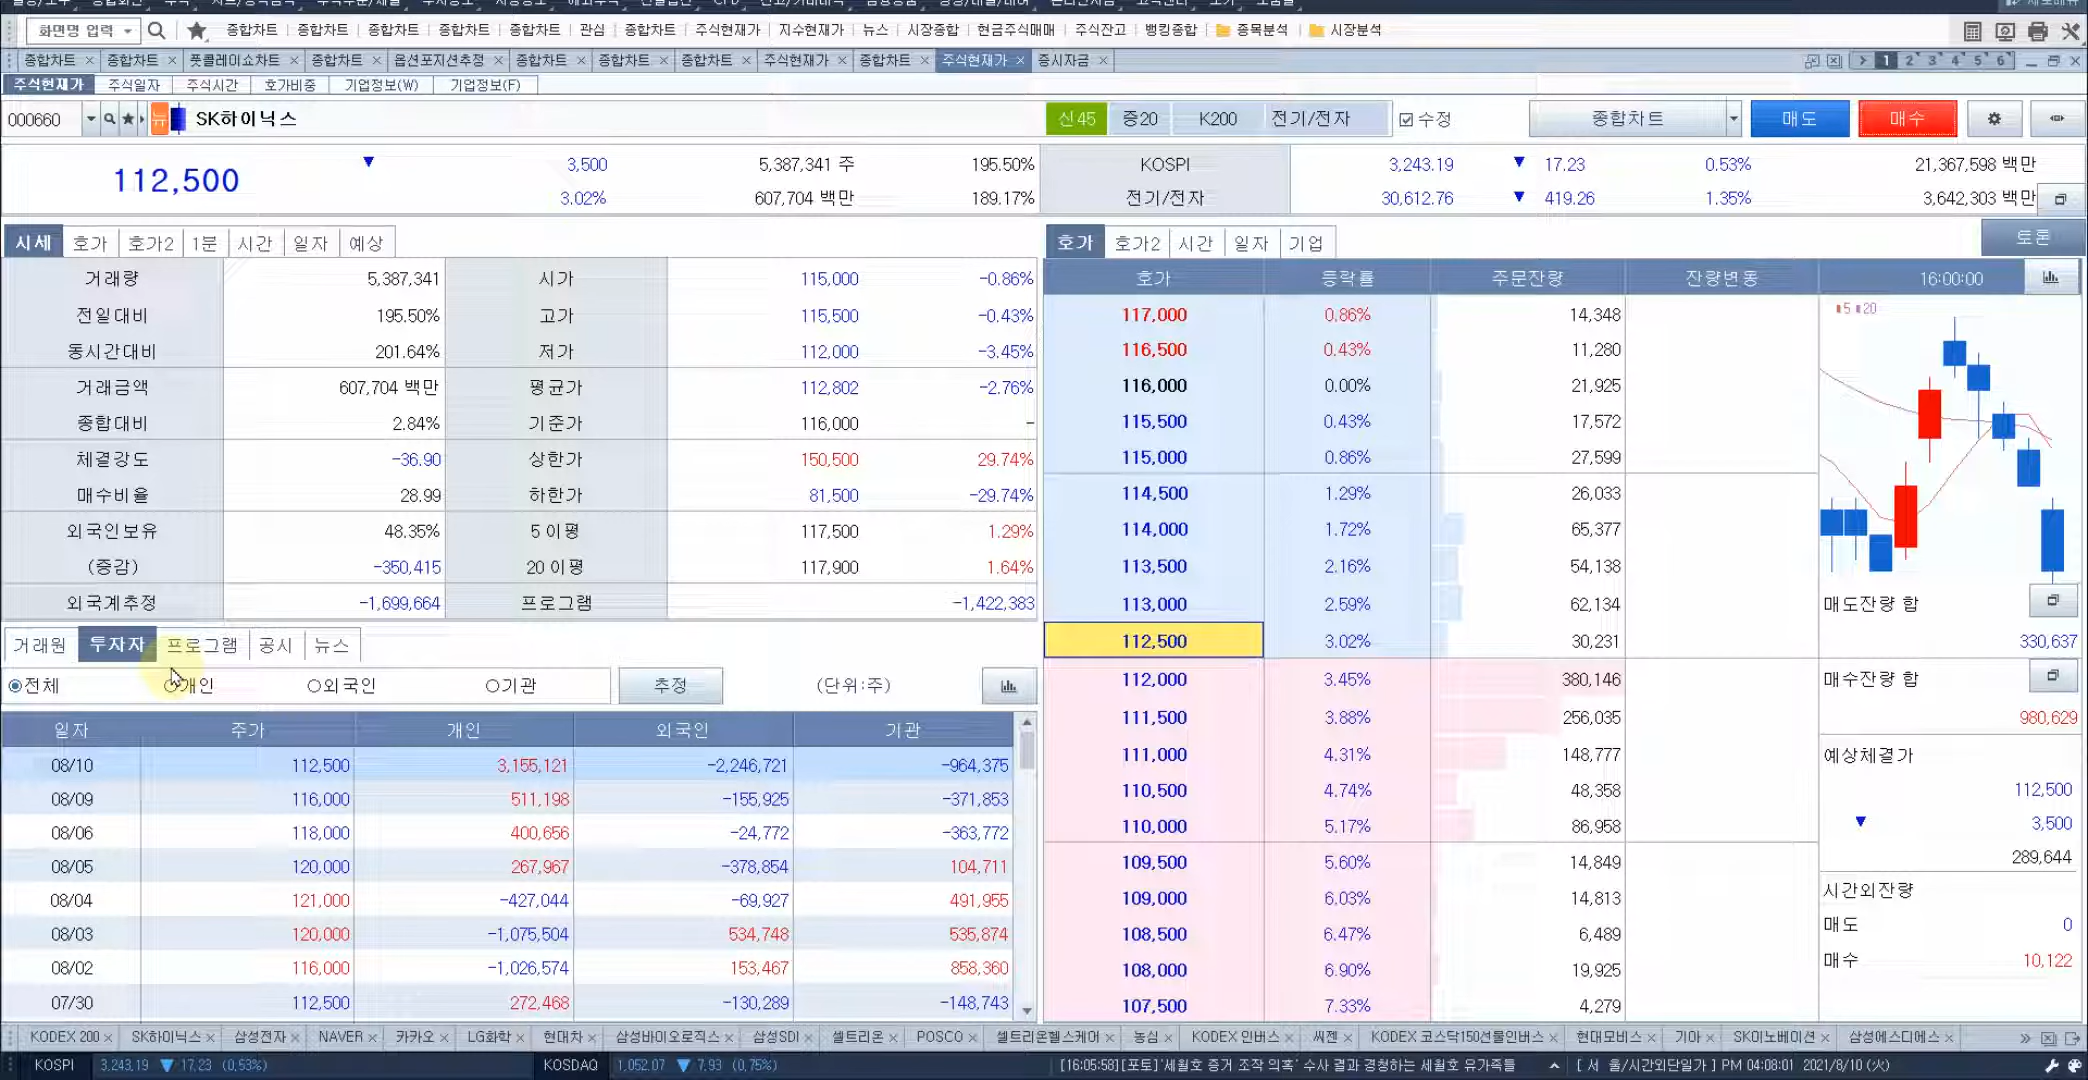 화면명 입력 종합차트 종합차트 종합차트 종합차트 종합차트 관심 종합차트 주식현재가 지수현재가 뉴스 시장종합 현금주식매매 주식잔고 뱅킹종합 종목분석 시장분석
종합차트 × 종합차트 × 풋콜레이쇼차트 × 종합차트 × 옵션포지션추정 × 종합차트 × 종합차트 × 종합차트 × 주식현재가 × 종합차트 × 주식현재가 × 증시자금 × 1 2 3 4 5 6
주식현재가 주식일자 주식시간 호가비중 기업정보(W) 기업정보(F)
000660 뉴 SK하이닉스 신45 증20 K200 전기/전자 수정 종합차트 매도 매수
112,500 ▼ 3,500 5,387,341 주 195.50% KOSPI 3,243.19 ▼ 17.23 0.53% 21,367,598 백만
3.02% 607,704 백만 189.17% 전기/전자 30,612.76 ▼ 419.26 1.35% 3,642,303 백만
시세 호가 호가2 1분 시간 일자 예상
거래량 5,387,341 시가 115,000 -0.86%
전일대비 195.50% 고가 115,500 -0.43%
동시간대비 201.64% 저가 112,000 -3.45%
거래금액 607,704 백만 평균가 112,802 -2.76%
종합대비 2.84% 기준가 116,000 -
체결강도 -36.90 상한가 150,500 29.74%
매수비율 28.99 하한가 81,500 -29.74%
외국인보유 48.35% 5 이평 117,500 1.29%
(증감) -350,415 20 이평 117,900 1.64%
외국계추정 -1,699,664 프로그램 -1,422,383
거래원 투자자 프로그램 공시 뉴스
전체 개인 외국인 기관 추정 (단위:주)
일자 주가 개인 외국인 기관
08/10 112,500 3,155,121 -2,246,721 -964,375
08/09 116,000 511,198 -155,925 -371,853
08/06 118,000 400,656 -24,772 -363,772
08/05 120,000 267,967 -378,854 104,711
08/04 121,000 -427,044 -69,927 491,955
08/03 120,000 -1,075,504 534,748 535,874
08/02 116,000 -1,026,574 153,467 858,360
07/30 112,500 272,468 -130,289 -148,743
호가 호가2 시간 일자 기업 토론
호가 등락률 주문잔량 잔량변동 16:00:00
117,000 0.86% 14,348
116,500 0.43% 11,280
116,000 0.00% 21,925
115,500 0.43% 17,572
115,000 0.86% 27,599
114,500 1.29% 26,033
114,000 1.72% 65,377
113,500 2.16% 54,138
113,000 2.59% 62,134
112,500 3.02% 30,231
112,000 3.45% 380,146
111,500 3.88% 256,035
111,000 4.31% 148,777
110,500 4.74% 48,358
110,000 5.17% 86,958
109,500 5.60% 14,849
109,000 6.03% 14,813
108,500 6.47% 6,489
108,000 6.90% 19,925
107,500 7.33% 4,279
5 20
매도잔량 합
330,637
매수잔량 합
980,629
예상체결가
112,500
▼ 3,500
289,644
시간외잔량
매도 0
매수 10,122
KODEX 200 × SK하이닉스 × 삼성전자 × NAVER × 카카오 × LG화학 × 현대차 × 삼성바이오로직스 × 삼성SDI × 셀트리온 × POSCO × 셀트리온헬스케어 × 농심 × KODEX 인버스 × 씨젠 × KODEX 코스닥150선물인버스 × 현대모비스 × 기아 × SK이노베이션 × 삼성에스디에스 ×
KOSPI 3,243.19 ▼ 17.23 (0.53%) KOSDAQ 1,052.07 ▼ 7.93 (0.75%) [16:05:58][포토]'세월호 증거 조작 의혹' 수사 결과 경청하는 세월호 유가족들 [ 서 울/시간외단일가 ] PM 04:08:01 2021/8/10 (火)